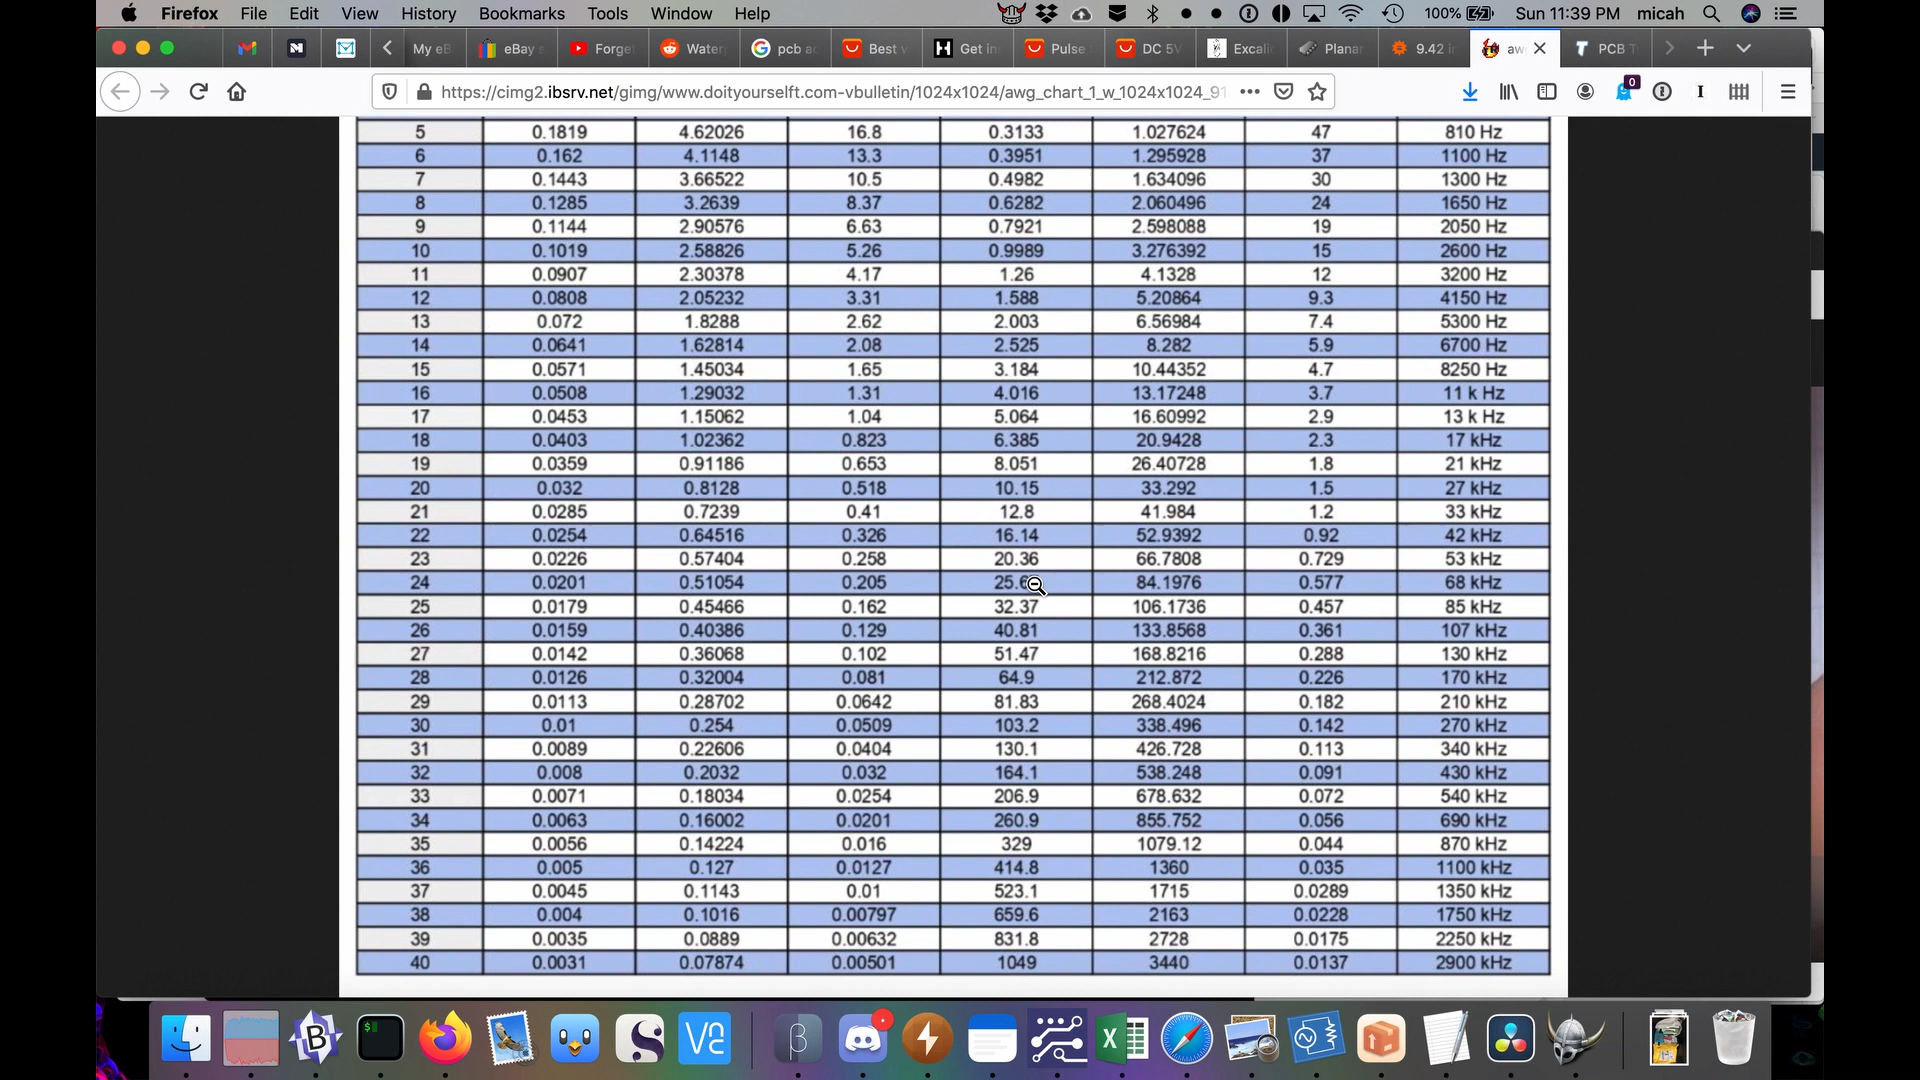 Firefox File Edit View History Bookmarks Tools Window Help 100% Sun 11:39 PM micah
My eB eBay s Forge Water pcb a Best v Get in Pulse DC 5V Excali Planar 9.42 i aw PCB T
https://cimg2.ibsrv.net/gimg/www.doityourselft.com-vbulletin/1024x1024/awg_chart_1_w_1024x1024_91 0
5 0.1819 4.62026 16.8 0.3133 1.027624 47 810 Hz
6 0.162 4.1148 13.3 0.3951 1.295928 37 1100 Hz
7 0.1443 3.66522 10.5 0.4982 1.634096 30 1300 Hz
8 0.1285 3.2639 8.37 0.6282 2.060496 24 1650 Hz
9 0.1144 2.90576 6.63 0.7921 2.598088 19 2050 Hz
10 0.1019 2.58826 5.26 0.9989 3.276392 15 2600 Hz
11 0.0907 2.30378 4.17 1.26 4.1328 12 3200 Hz
12 0.0808 2.05232 3.31 1.588 5.20864 9.3 4150 Hz
13 0.072 1.8288 2.62 2.003 6.56984 7.4 5300 Hz
14 0.0641 1.62814 2.08 2.525 8.282 5.9 6700 Hz
15 0.0571 1.45034 1.65 3.184 10.44352 4.7 8250 Hz
16 0.0508 1.29032 1.31 4.016 13.17248 3.7 11 k Hz
17 0.0453 1.15062 1.04 5.064 16.60992 2.9 13 k Hz
18 0.0403 1.02362 0.823 6.385 20.9428 2.3 17 kHz
19 0.0359 0.91186 0.653 8.051 26.40728 1.8 21 kHz
20 0.032 0.8128 0.518 10.15 33.292 1.5 27 kHz
21 0.0285 0.7239 0.41 12.8 41.984 1.2 33 kHz
22 0.0254 0.64516 0.326 16.14 52.9392 0.92 42 kHz
23 0.0226 0.57404 0.258 20.36 66.7808 0.729 53 kHz
24 0.0201 0.51054 0.205 84.1976 0.577 68 kHz
25 0.0179 0.45466 0.162 32.37 106.1736 0.457 85 kHz
26 0.0159 0.40386 0.129 40.81 133.8568 0.361 107 kHz
27 0.0142 0.36068 0.102 51.47 168.8216 0.288 130 kHz
28 0.0126 0.32004 0.081 64.9 212.872 0.226 170 kHz
29 0.0113 0.28702 0.0642 81.83 268.4024 0.182 210 kHz
30 0.01 0.254 0.0509 103.2 338.496 0.142 270 kHz
31 0.0089 0.22606 0.0404 130.1 426.728 0.113 340 kHz
32 0.008 0.2032 0.032 164.1 538.248 0.091 430 kHz
33 0.0071 0.18034 0.0254 206.9 678.632 0.072 540 kHz
34 0.0063 0.16002 0.0201 260.9 855.752 0.056 690 kHz
35 0.0056 0.14224 0.016 329 1079.12 0.044 870 kHz
36 0.005 0.127 0.0127 414.8 1360 0.035 1100 kHz
37 0.0045 0.1143 0.01 523.1 1715 0.0289 1350 kHz
38 0.004 0.1016 0.00797 659.6 2163 0.0228 1750 kHz
39 0.0035 0.0889 0.00632 831.8 2728 0.0175 2250 kHz
40 0.0031 0.07874 0.00501 1049 3440 0.0137 2900 kHz